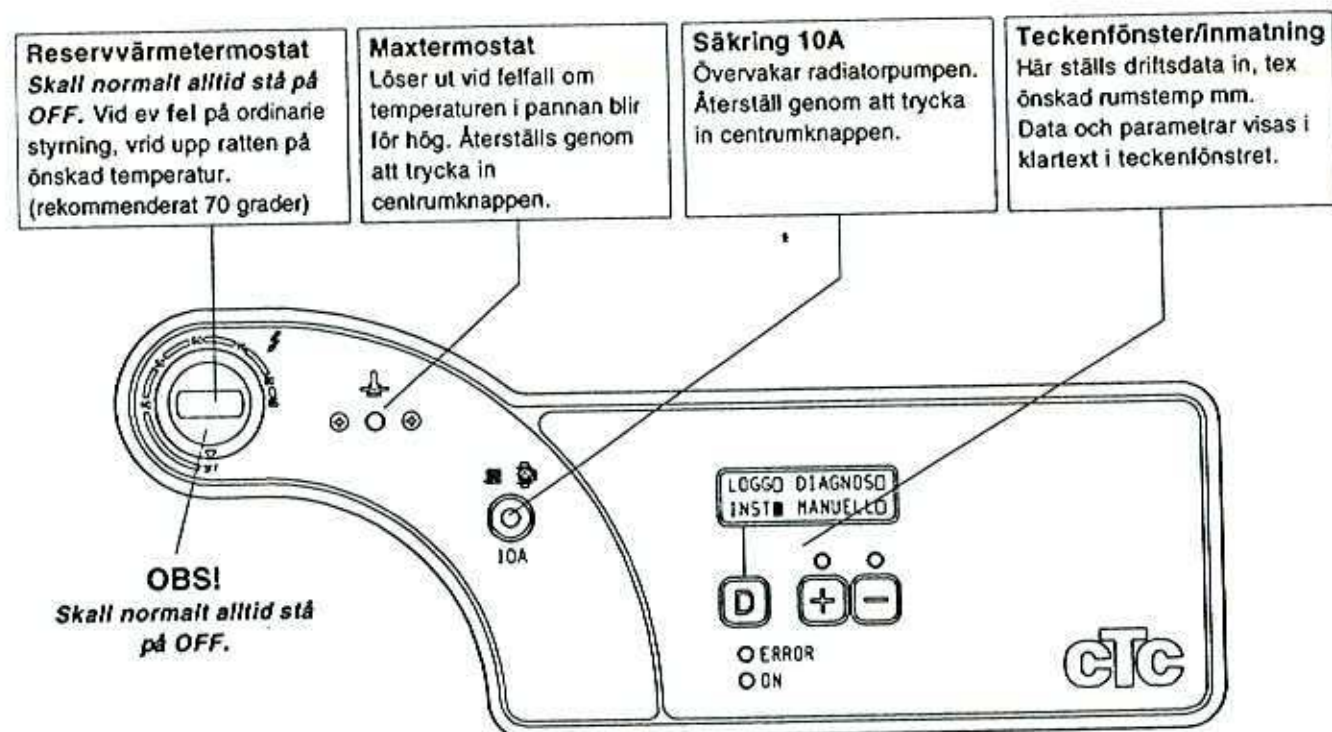 Reservvärmetermostat
Skall normalt alltid stå på
OFF. Vid ev fel på ordinarie
styrning, vrid upp ratten på
önskad temperatur.
(rekommenderat 70 grader)
Maxtermostat
Löser ut vid felfall om
temperaturen i pannan blir
för hög. Återställs genom
att trycka in
centrumknappen.
Säkring 10A
Övervakar radiatorpumpen.
Återställ genom att trycka
in centrumknappen.
Teckenfönster/inmatning
Här ställs driftsdata in, tex
önskad rumstemp mm.
Data och parametrar visas i
klartext i teckenfönstret.
10A
LOGG DIAGNOS
INST MANUELL
D
+ -
ERROR
ON
CTC
OBS!
Skall normalt alltid stå
på OFF.